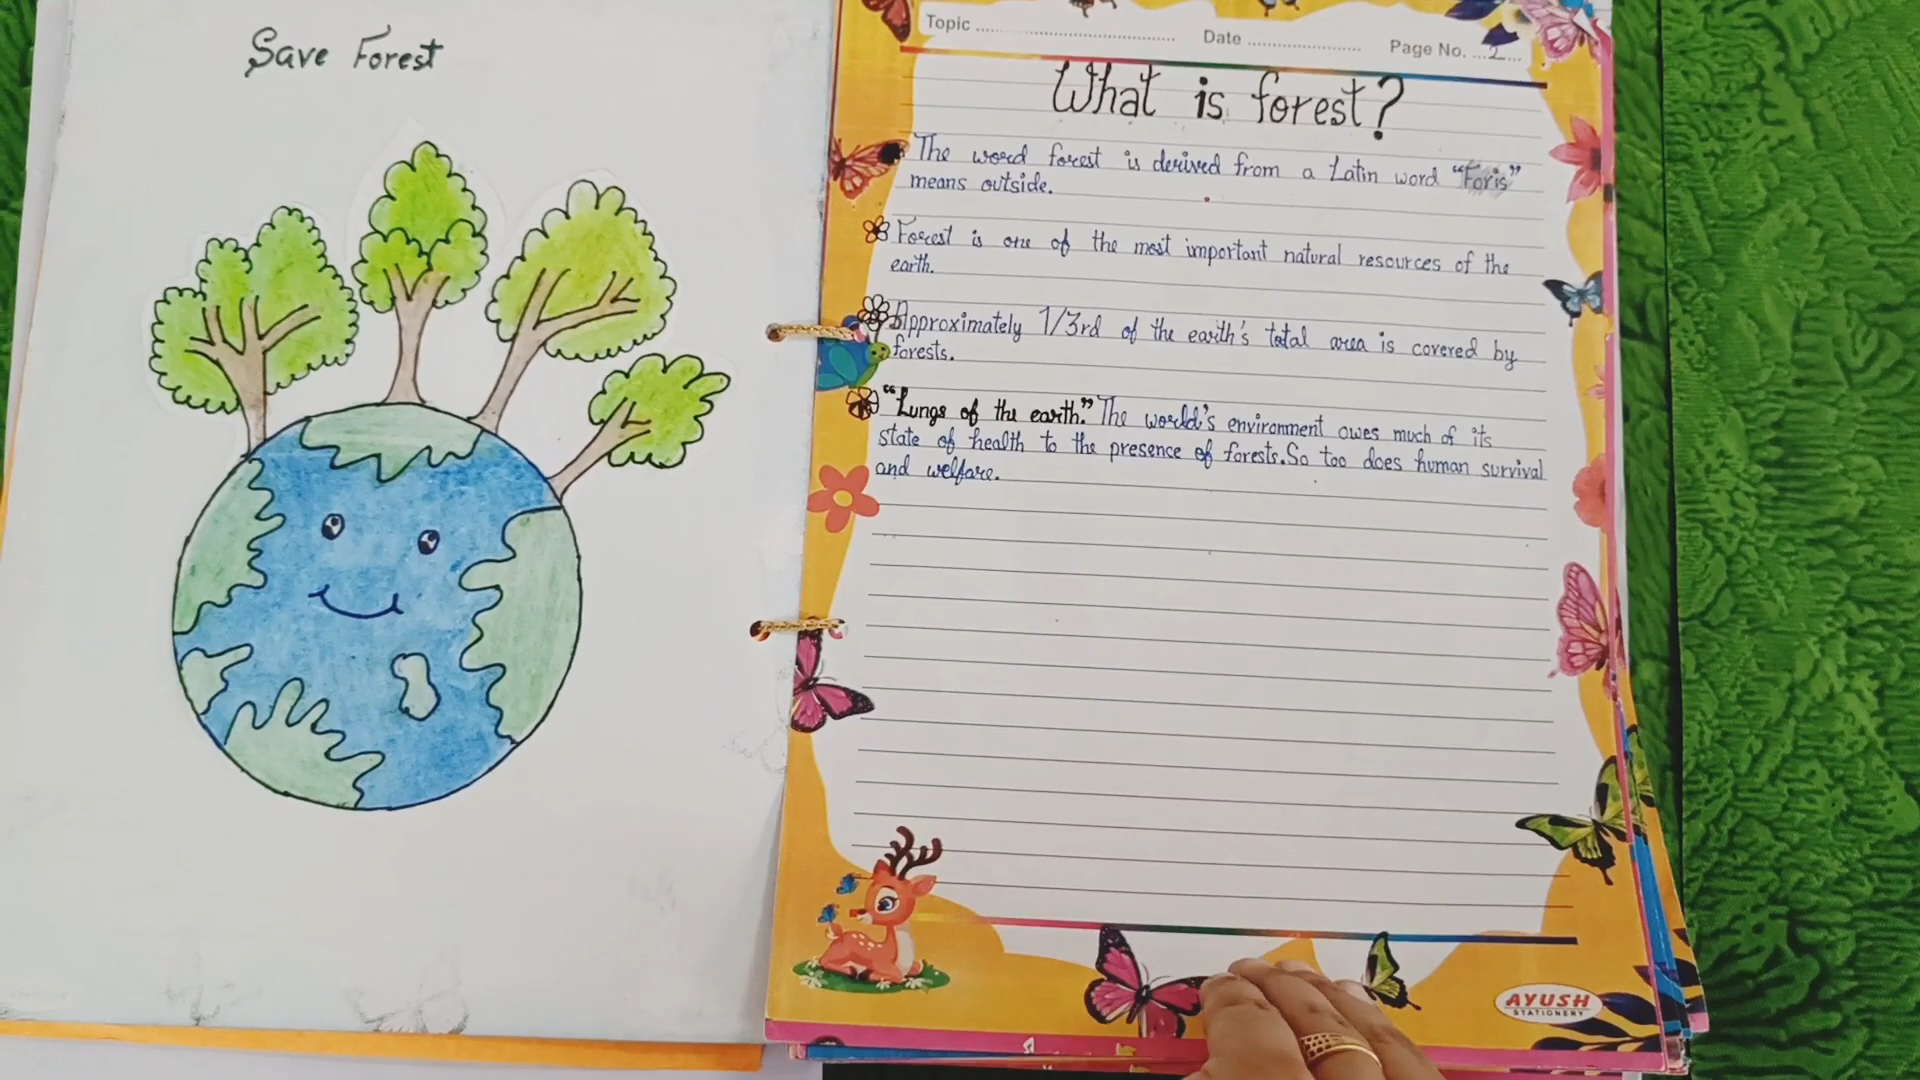 Save Forest
Topic
Date
Page No. 2
What is forest?
The word forest is derived from a Latin word "Foris"
means outside.
Forest is one of the most important natural resources of the
earth.
Approximately 1/3rd of the earth's total area is covered by
forests.
"Lungs of the earth." The world's environment owes much of its
state of health to the presence of forests. So too does human survival
and welfare.
AYUSH
STATIONERY